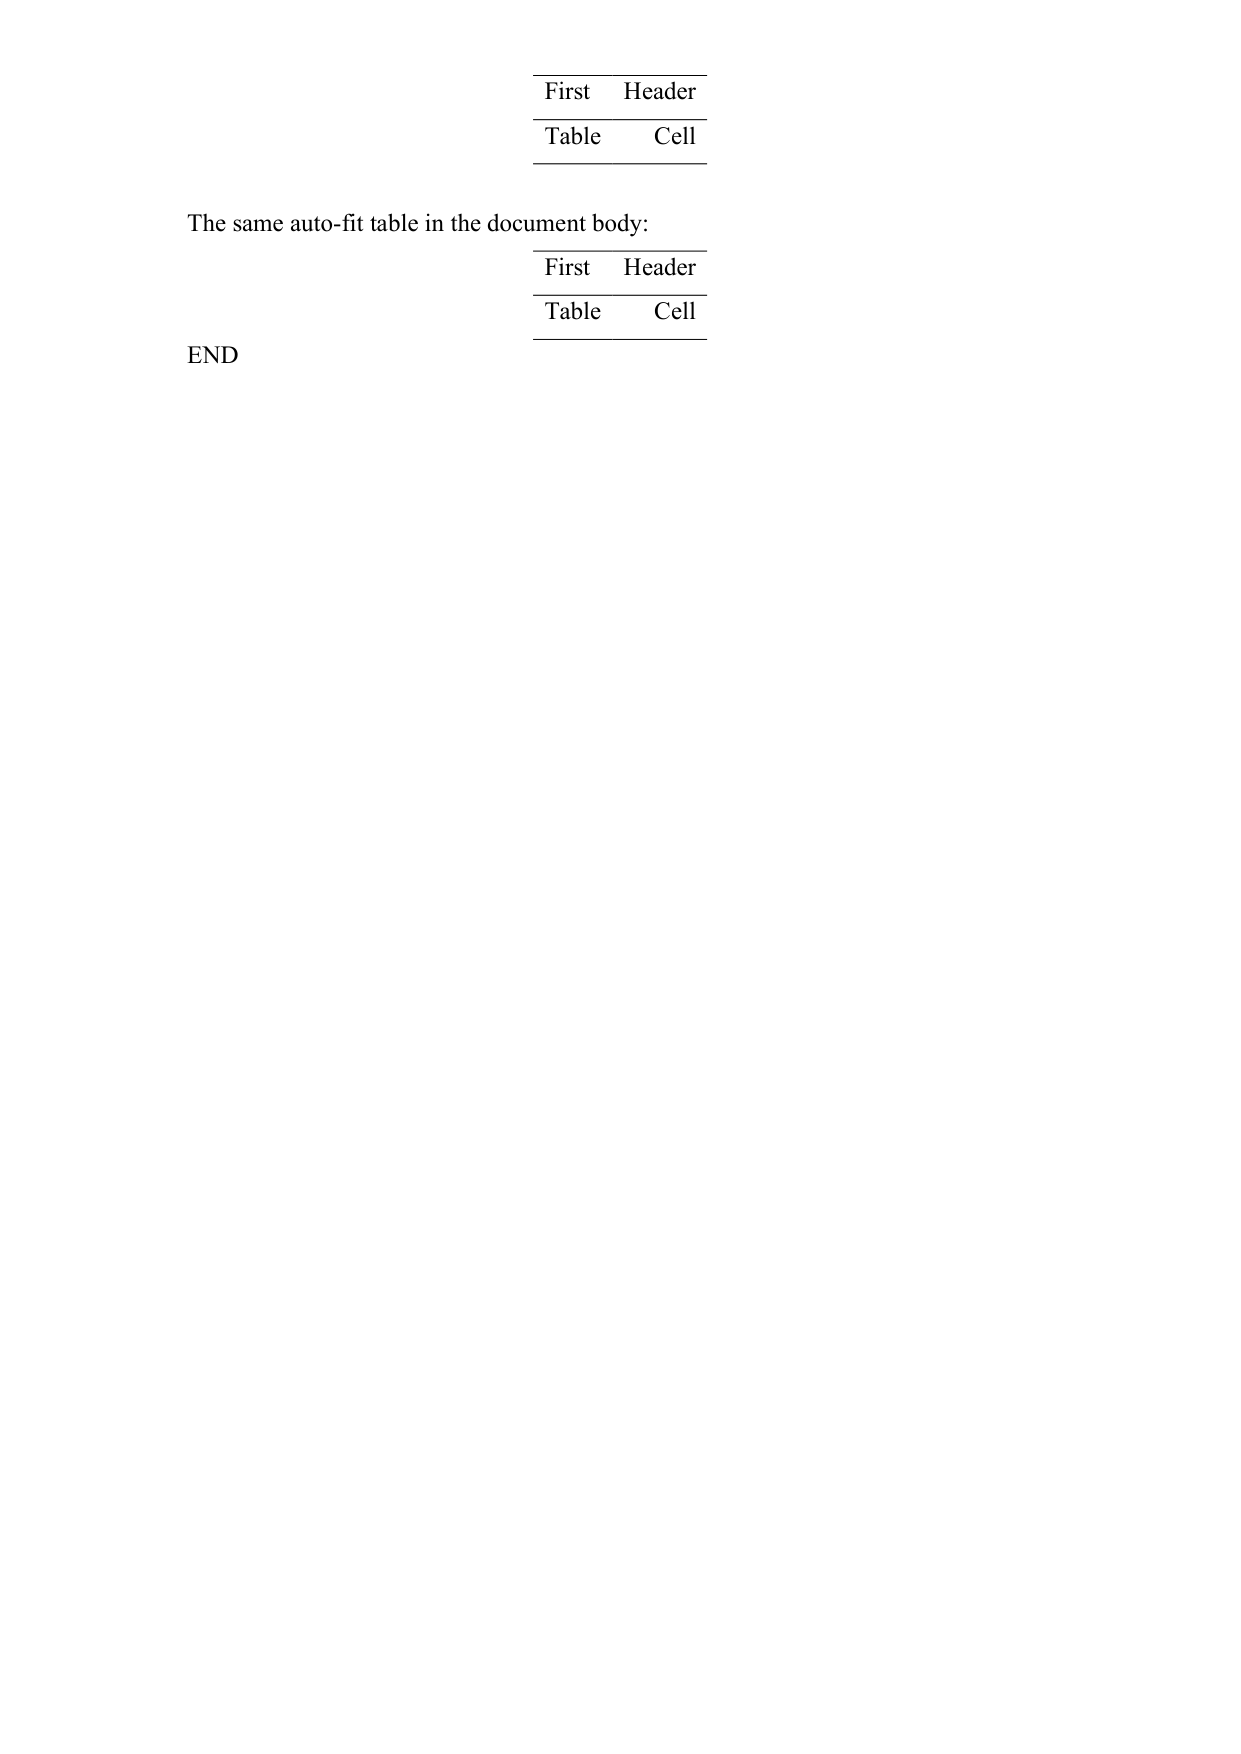 First Header
Table Cell
The same auto-fit table in the document body:
First Header
Table Cell
END